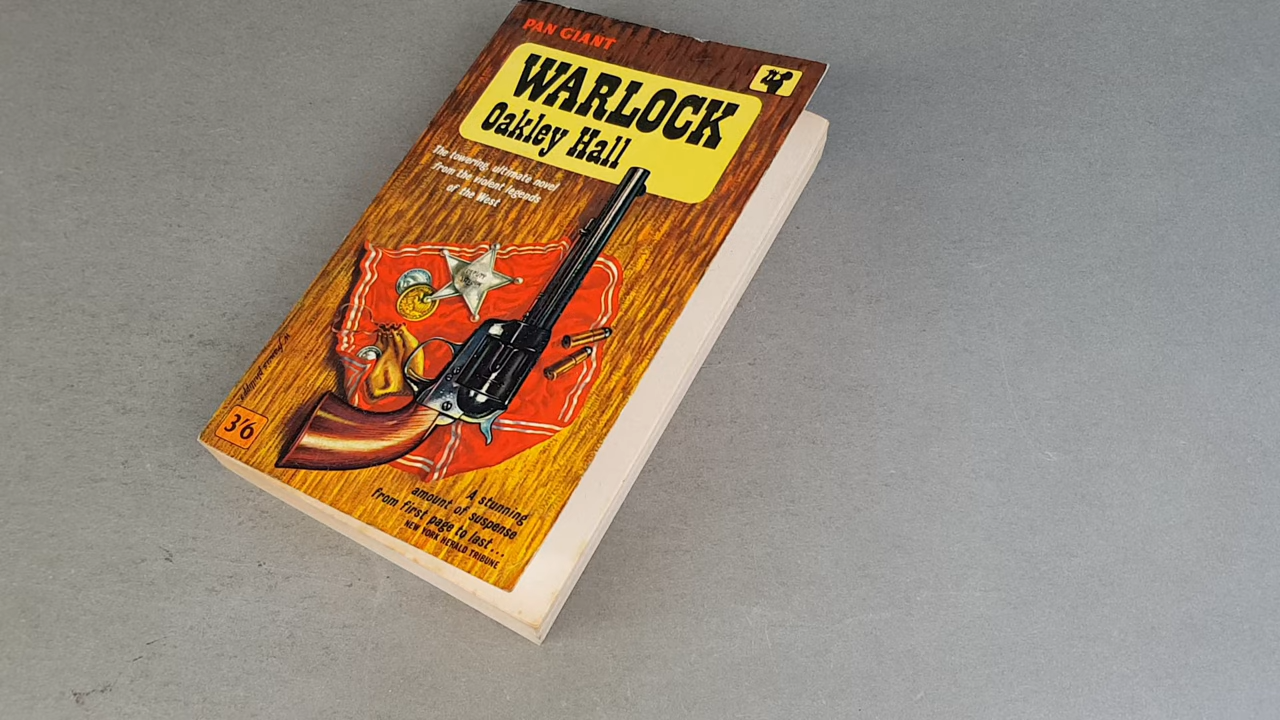 PAN GIANT
WARLOCK
Oakley Hall
The towering, ultimate novel
from the violent legends
of the West
3'6
A stunning
amount of suspense
from first page to last...
NEW YORK HERALD TRIBUNE